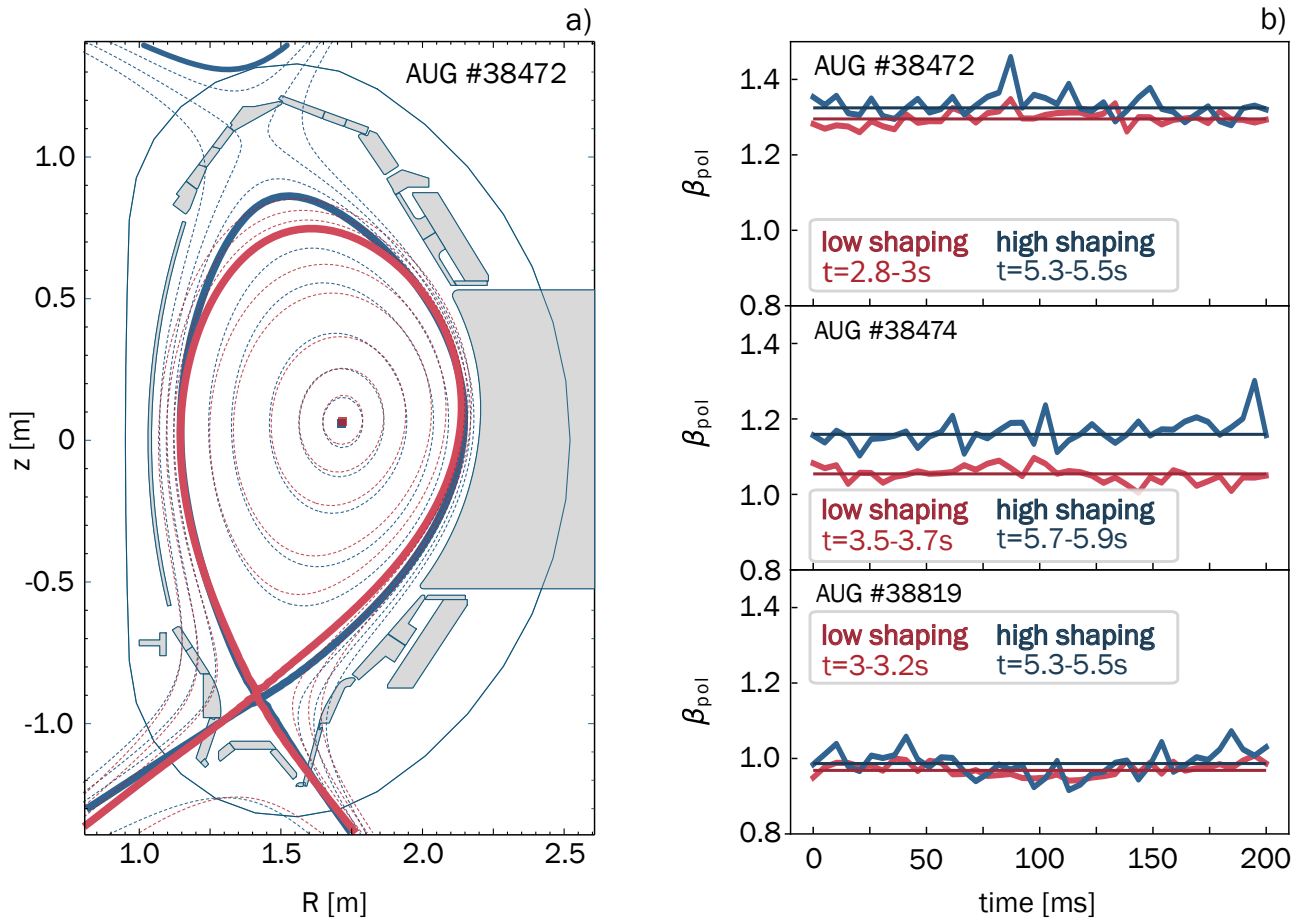 a)
AUG #38472
1.0
0.5
0
-0.5
-1.0
z [m]
1.0 1.5 2.0 2.5
R [m]
b)
AUG #38472
1.4
1.2
1.0
0.8
βpol
low shaping high shaping
t=2.8-3s t=5.3-5.5s
AUG #38474
1.4
1.2
1.0
0.8
βpol
low shaping high shaping
t=3.5-3.7s t=5.7-5.9s
AUG #38819
1.4
1.2
1.0
0.8
βpol
low shaping high shaping
t=3-3.2s t=5.3-5.5s
0 50 100 150 200
time [ms]